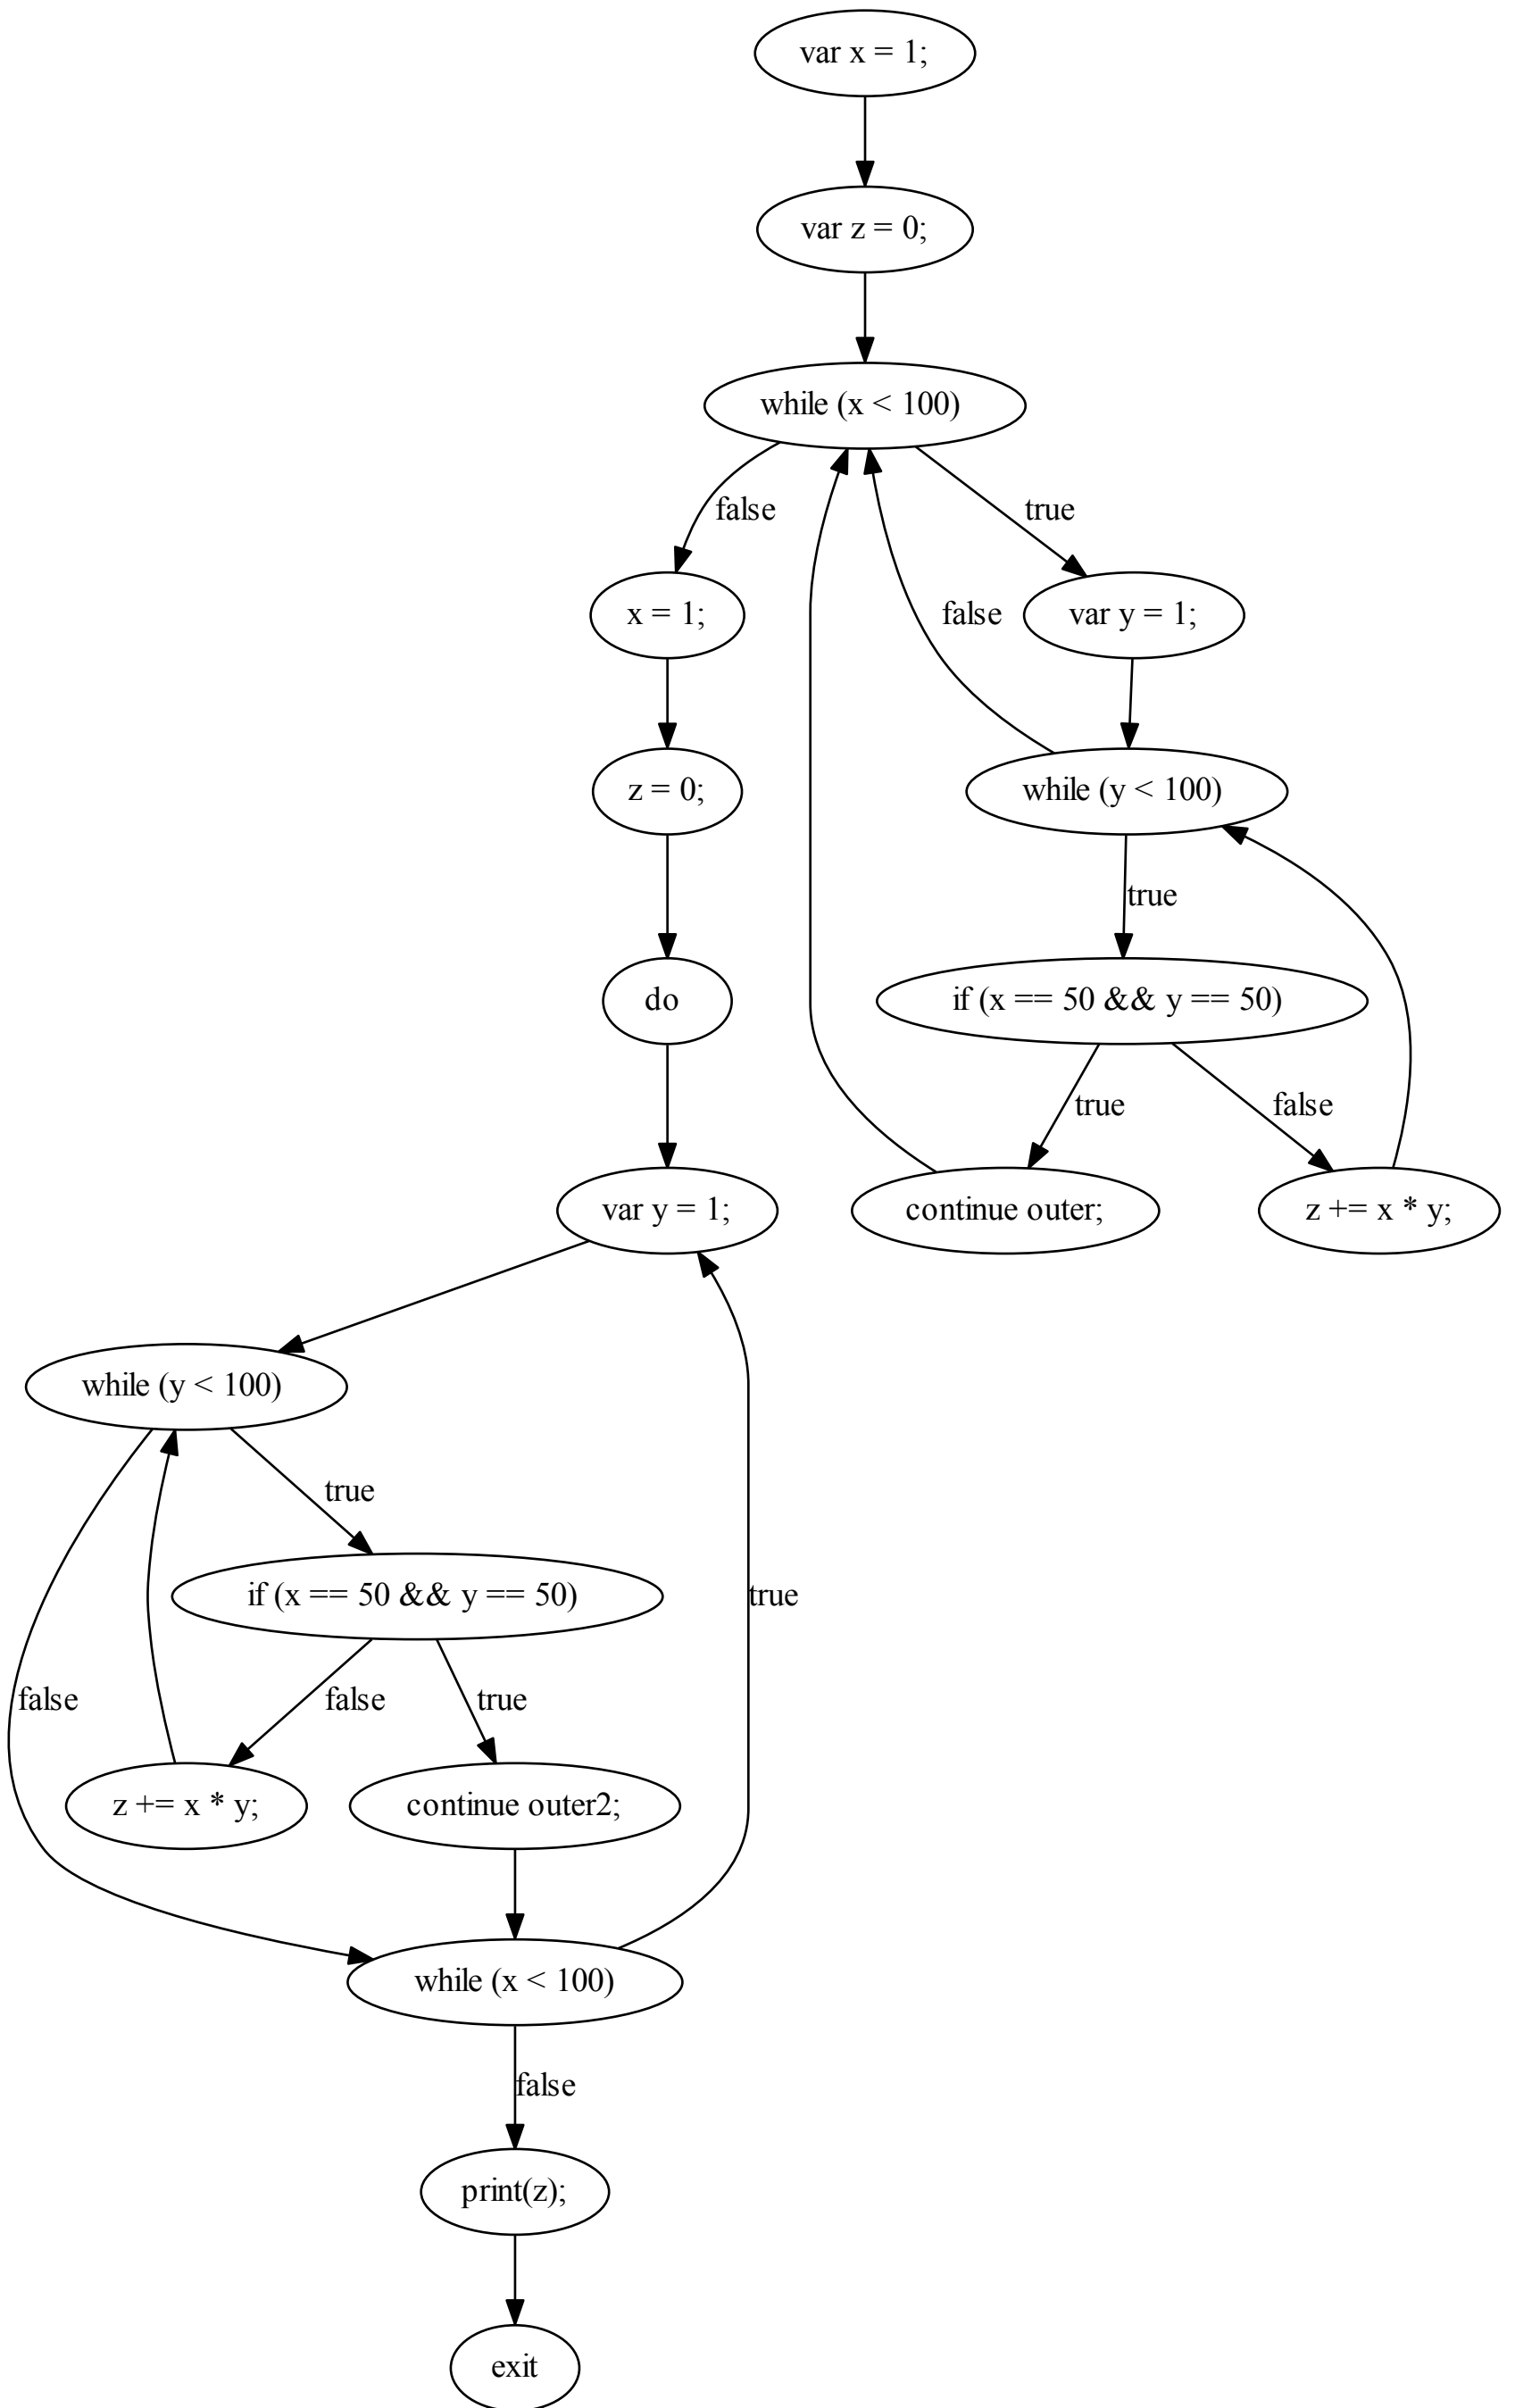 var x = 1;
var z = 0;
while (x < 100)
false
true
x = 1;
var y = 1;
false
z = 0;
while (y < 100)
true
do
if (x == 50 && y == 50)
true
false
var y = 1;
continue outer;
z += x * y;
while (y < 100)
true
if (x == 50 && y == 50)
true
false
false
true
z += x * y;
continue outer2;
while (x < 100)
false
print(z);
exit